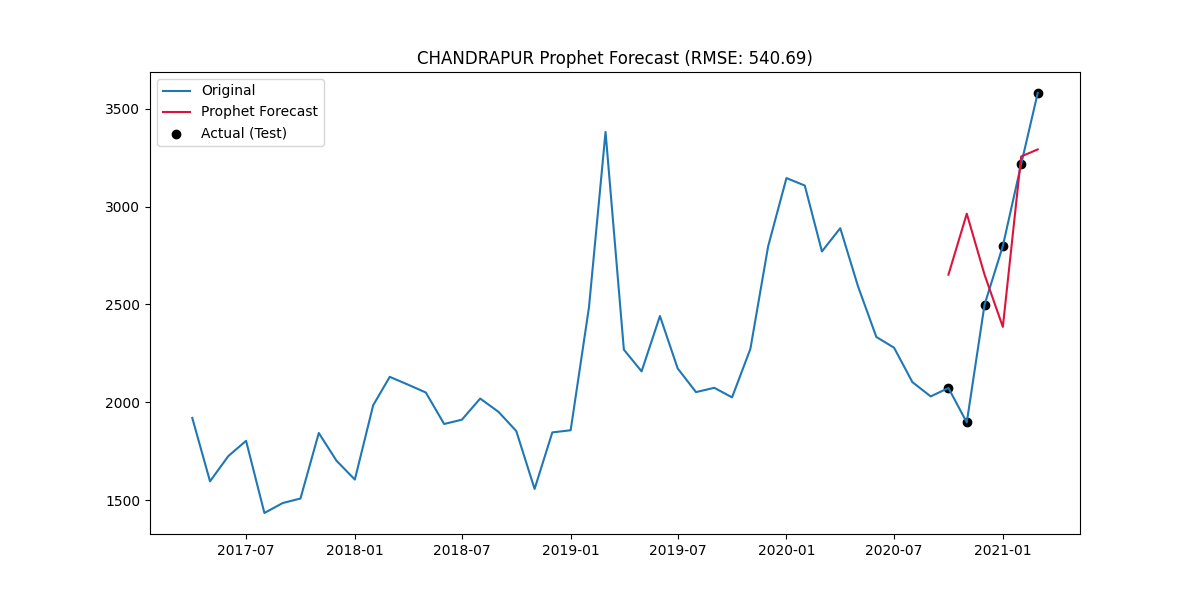 CHANDRAPUR Prophet Forecast (RMSE: 540.69)
Original
Prophet Forecast
Actual (Test)
3500
3000
2500
2000
1500
2017-07 2018-01 2018-07 2019-01 2019-07 2020-01 2020-07 2021-01